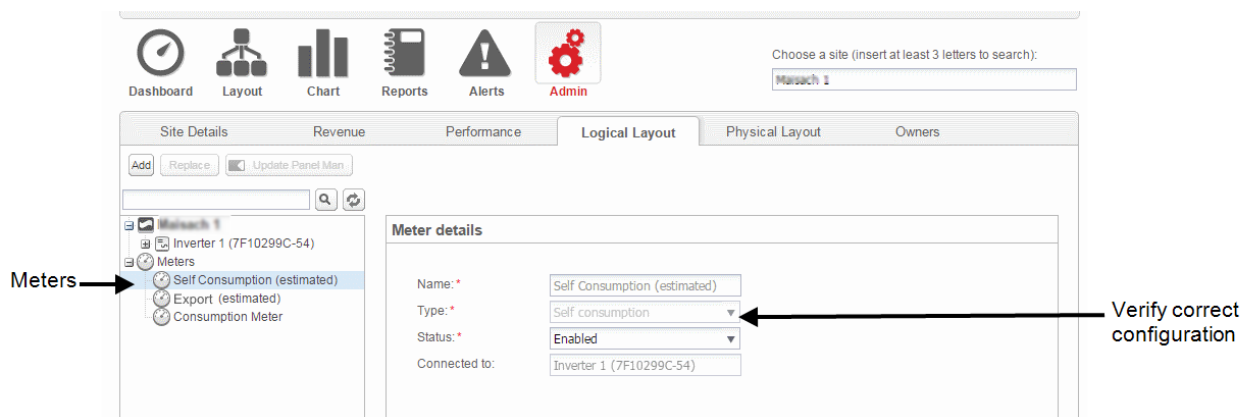 Choose a site (insert at least 3 letters to search):
Dashboard
Layout
Chart
Reports
Alerts
Admin
Site Details
Revenue
Performance
Logical Layout
Physical Layout
Owners
Add
Replace
Update Panel Man
Inverter 1 (7F10299C-54)
Meters
Self Consumption (estimated)
Export (estimated)
Consumption Meter
Meter details
Name:*
Self Consumption (estimated)
Type:*
Self consumption
Status:*
Enabled
Connected to:
Inverter 1 (7F10299C-54)
Meters
Verify correct
configuration